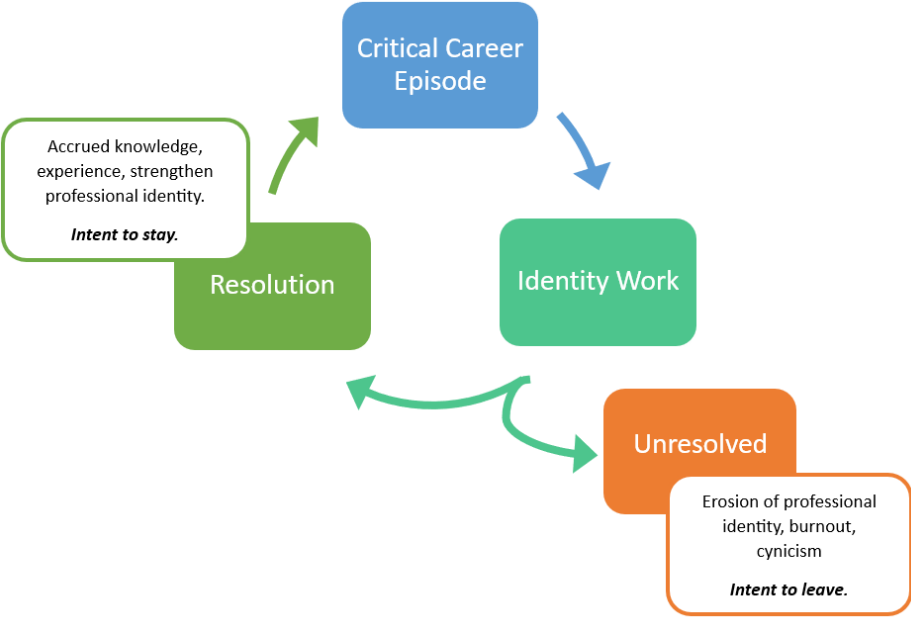 Critical Career
Episode
Accrued knowledge,
experience, strengthen
professional identity.
Intent to stay.
Resolution
Identity Work
Unresolved
Erosion of professional
identity, burnout,
cynicism
Intent to leave.